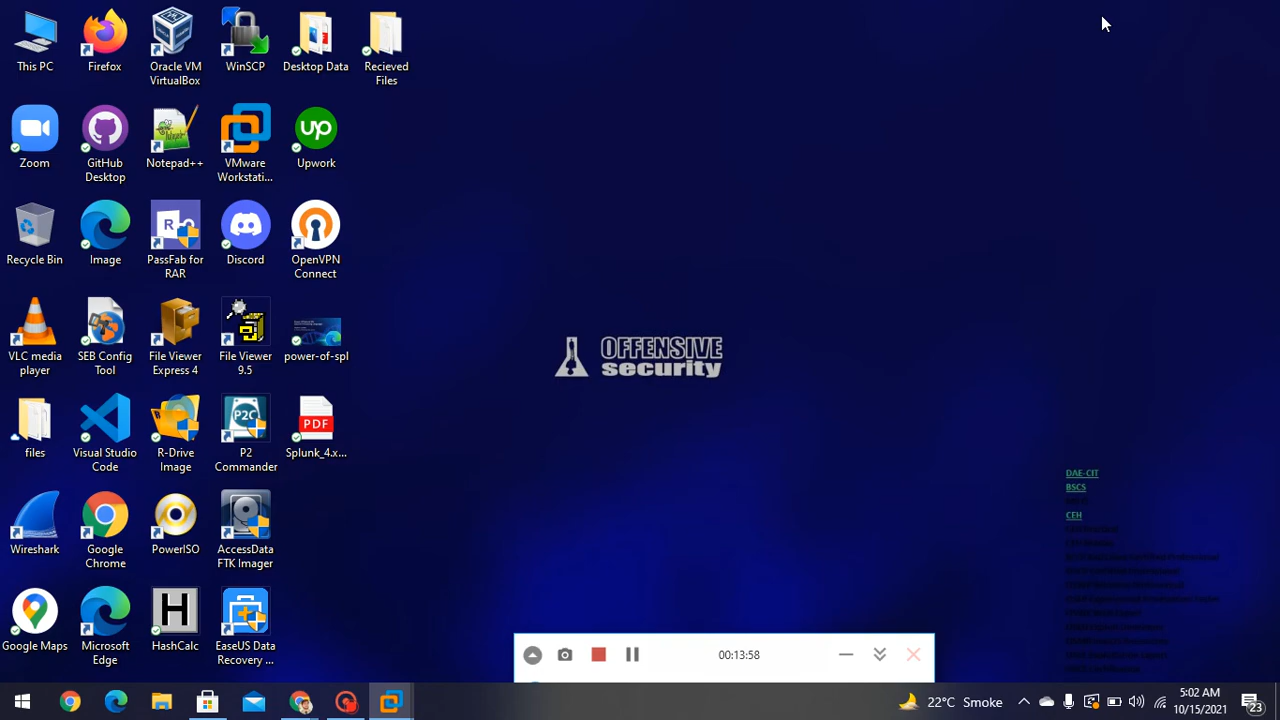 This PC
Firefox
Oracle VM
VirtualBox
WinSCP
Desktop Data
Recieved
Files
Zoom
GitHub
Desktop
Notepad++
VMware
Workstati...
up
Upwork
Recycle Bin
Image
PassFab for
RAR
Discord
OpenVPN
Connect
VLC media
player
SEB Config
Tool
File Viewer
Express 4
File Viewer
9.5
power-of-spl
OFFENSIVE
security
files
Visual Studio
Code
R-Drive
Image
P2C
P2
Commander
PDF
Splunk_4.x...
DAE-CIT
BSCS
CEH
Wireshark
Google
Chrome
PowerISO
AccessData
FTK Imager
Google Maps
Microsoft
Edge
H
HashCalc
EaseUS Data
Recovery ...
00:13:58
22°C Smoke
5:02 AM
10/15/2021
23